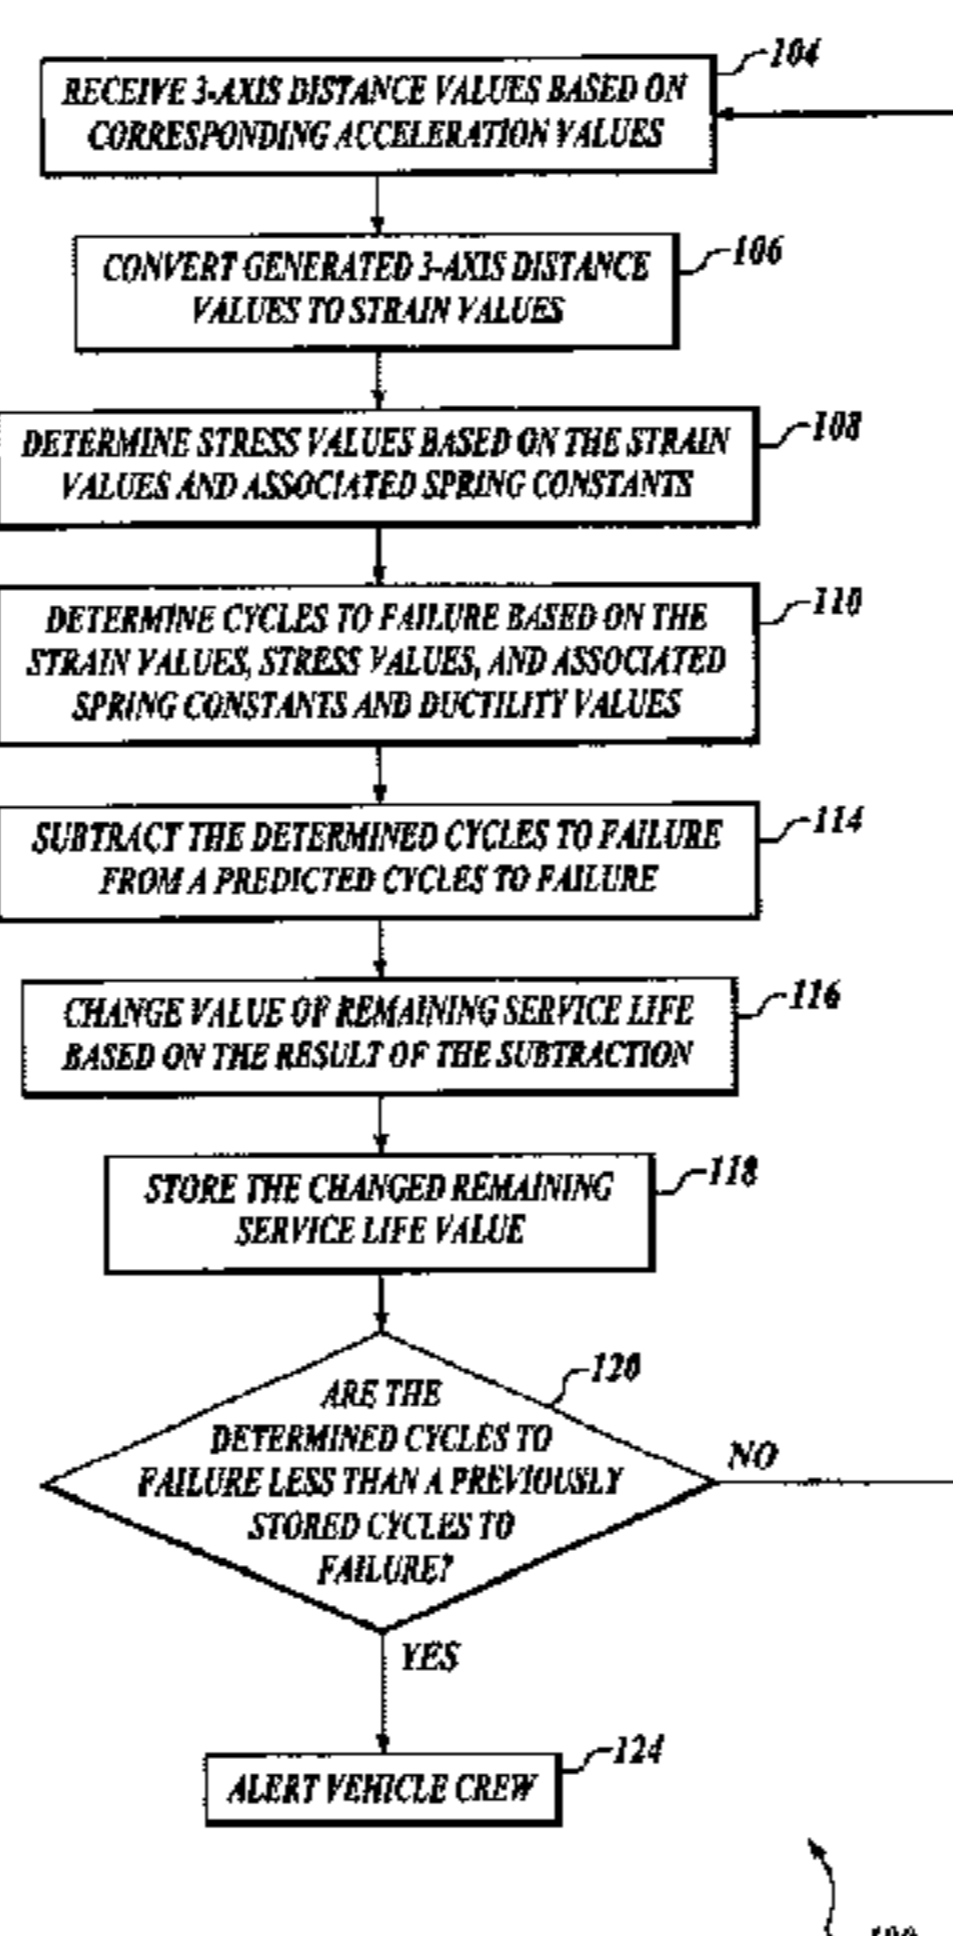 104
RECEIVE 3-AXIS DISTANCE VALUES BASED ON
CORRESPONDING ACCELERATION VALUES
106
CONVERT GENERATED 3-AXIS DISTANCE
VALUES TO STRAIN VALUES
108
DETERMINE STRESS VALUES BASED ON THE STRAIN
VALUES AND ASSOCIATED SPRING CONSTANTS
110
DETERMINE CYCLES TO FAILURE BASED ON THE
STRAIN VALUES, STRESS VALUES, AND ASSOCIATED
SPRING CONSTANTS AND DUCTILITY VALUES
114
SUBTRACT THE DETERMINED CYCLES TO FAILURE
FROM A PREDICTED CYCLES TO FAILURE
116
CHANGE VALUE OF REMAINING SERVICE LIFE
BASED ON THE RESULT OF THE SUBTRACTION
118
STORE THE CHANGED REMAINING
SERVICE LIFE VALUE
120
ARE THE
DETERMINED CYCLES TO
FAILURE LESS THAN A PREVIOUSLY
STORED CYCLES TO
FAILURE?
NO
YES
124
ALERT VEHICLE CREW